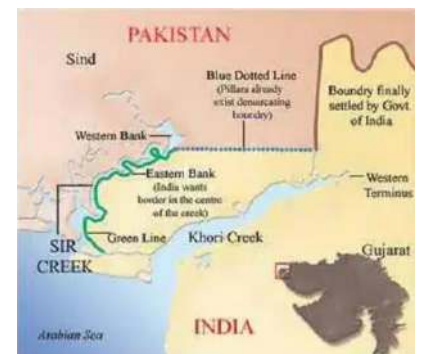 PAKISTAN
Sind
Blue Dotted Line
(Pillars already
exist demarcating
boundry)
Boundry finally
settled by Govt
of India
Western Bank
Eastern Bank
(India wants
border in the centre
of the creek)
Western
Terminus
SIR
CREEK
Green Line
Khori Creek
Gujarat
Arabian Sea
INDIA